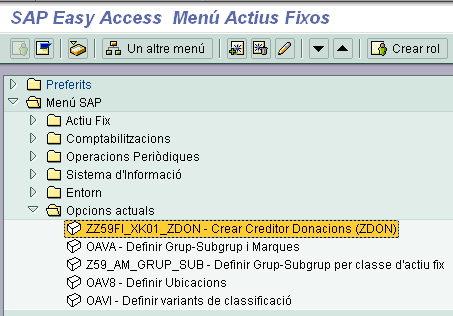 SAP Easy Access Menú Actius Fixos
Un altre menú
Crear rol
Preferits
Menú SAP
Actiu Fix
Comptabilitzacions
Operacions Periòdiques
Sistema d'Informació
Entorn
Opcions actuals
ZZ59FI_XK01_ZDON - Crear Creditor Donacions (ZDON)
OAVA - Definir Grup-Subgrup i Marques
Z59_AM_GRUP_SUB - Definir Grup-Subgrup per classe d'actiu fix
OAV8 - Definir Ubicacions
OAVI - Definir variants de classificació